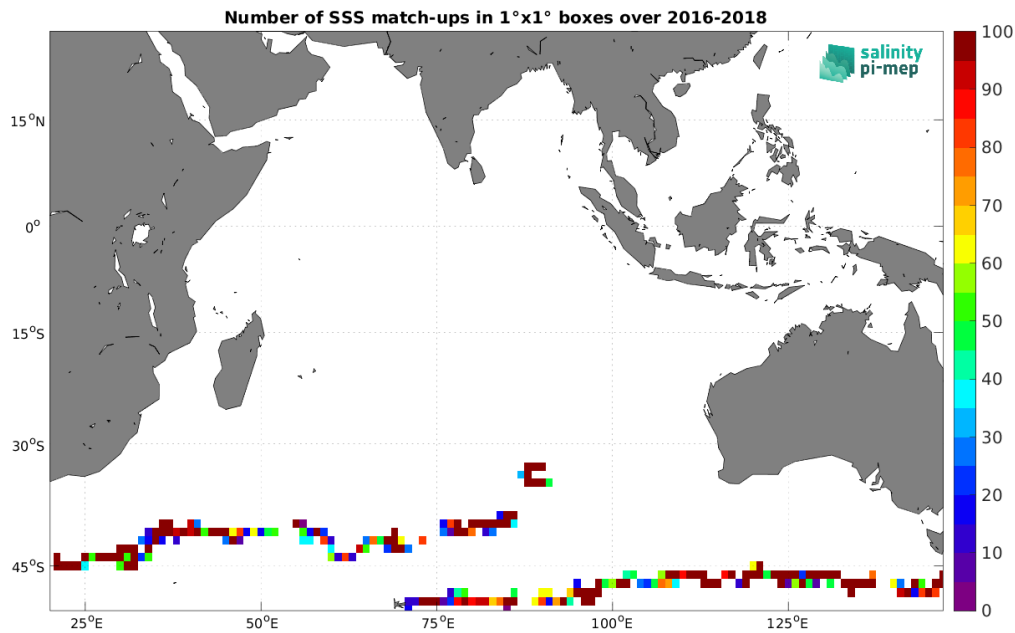 Number of SSS match-ups in 1°x1° boxes over 2016-2018
salinity
pi-mep
15°N
0°
15°S
30°S
45°S
25°E
50°E
75°E
100°E
125°E
100
90
80
70
60
50
40
30
20
10
0